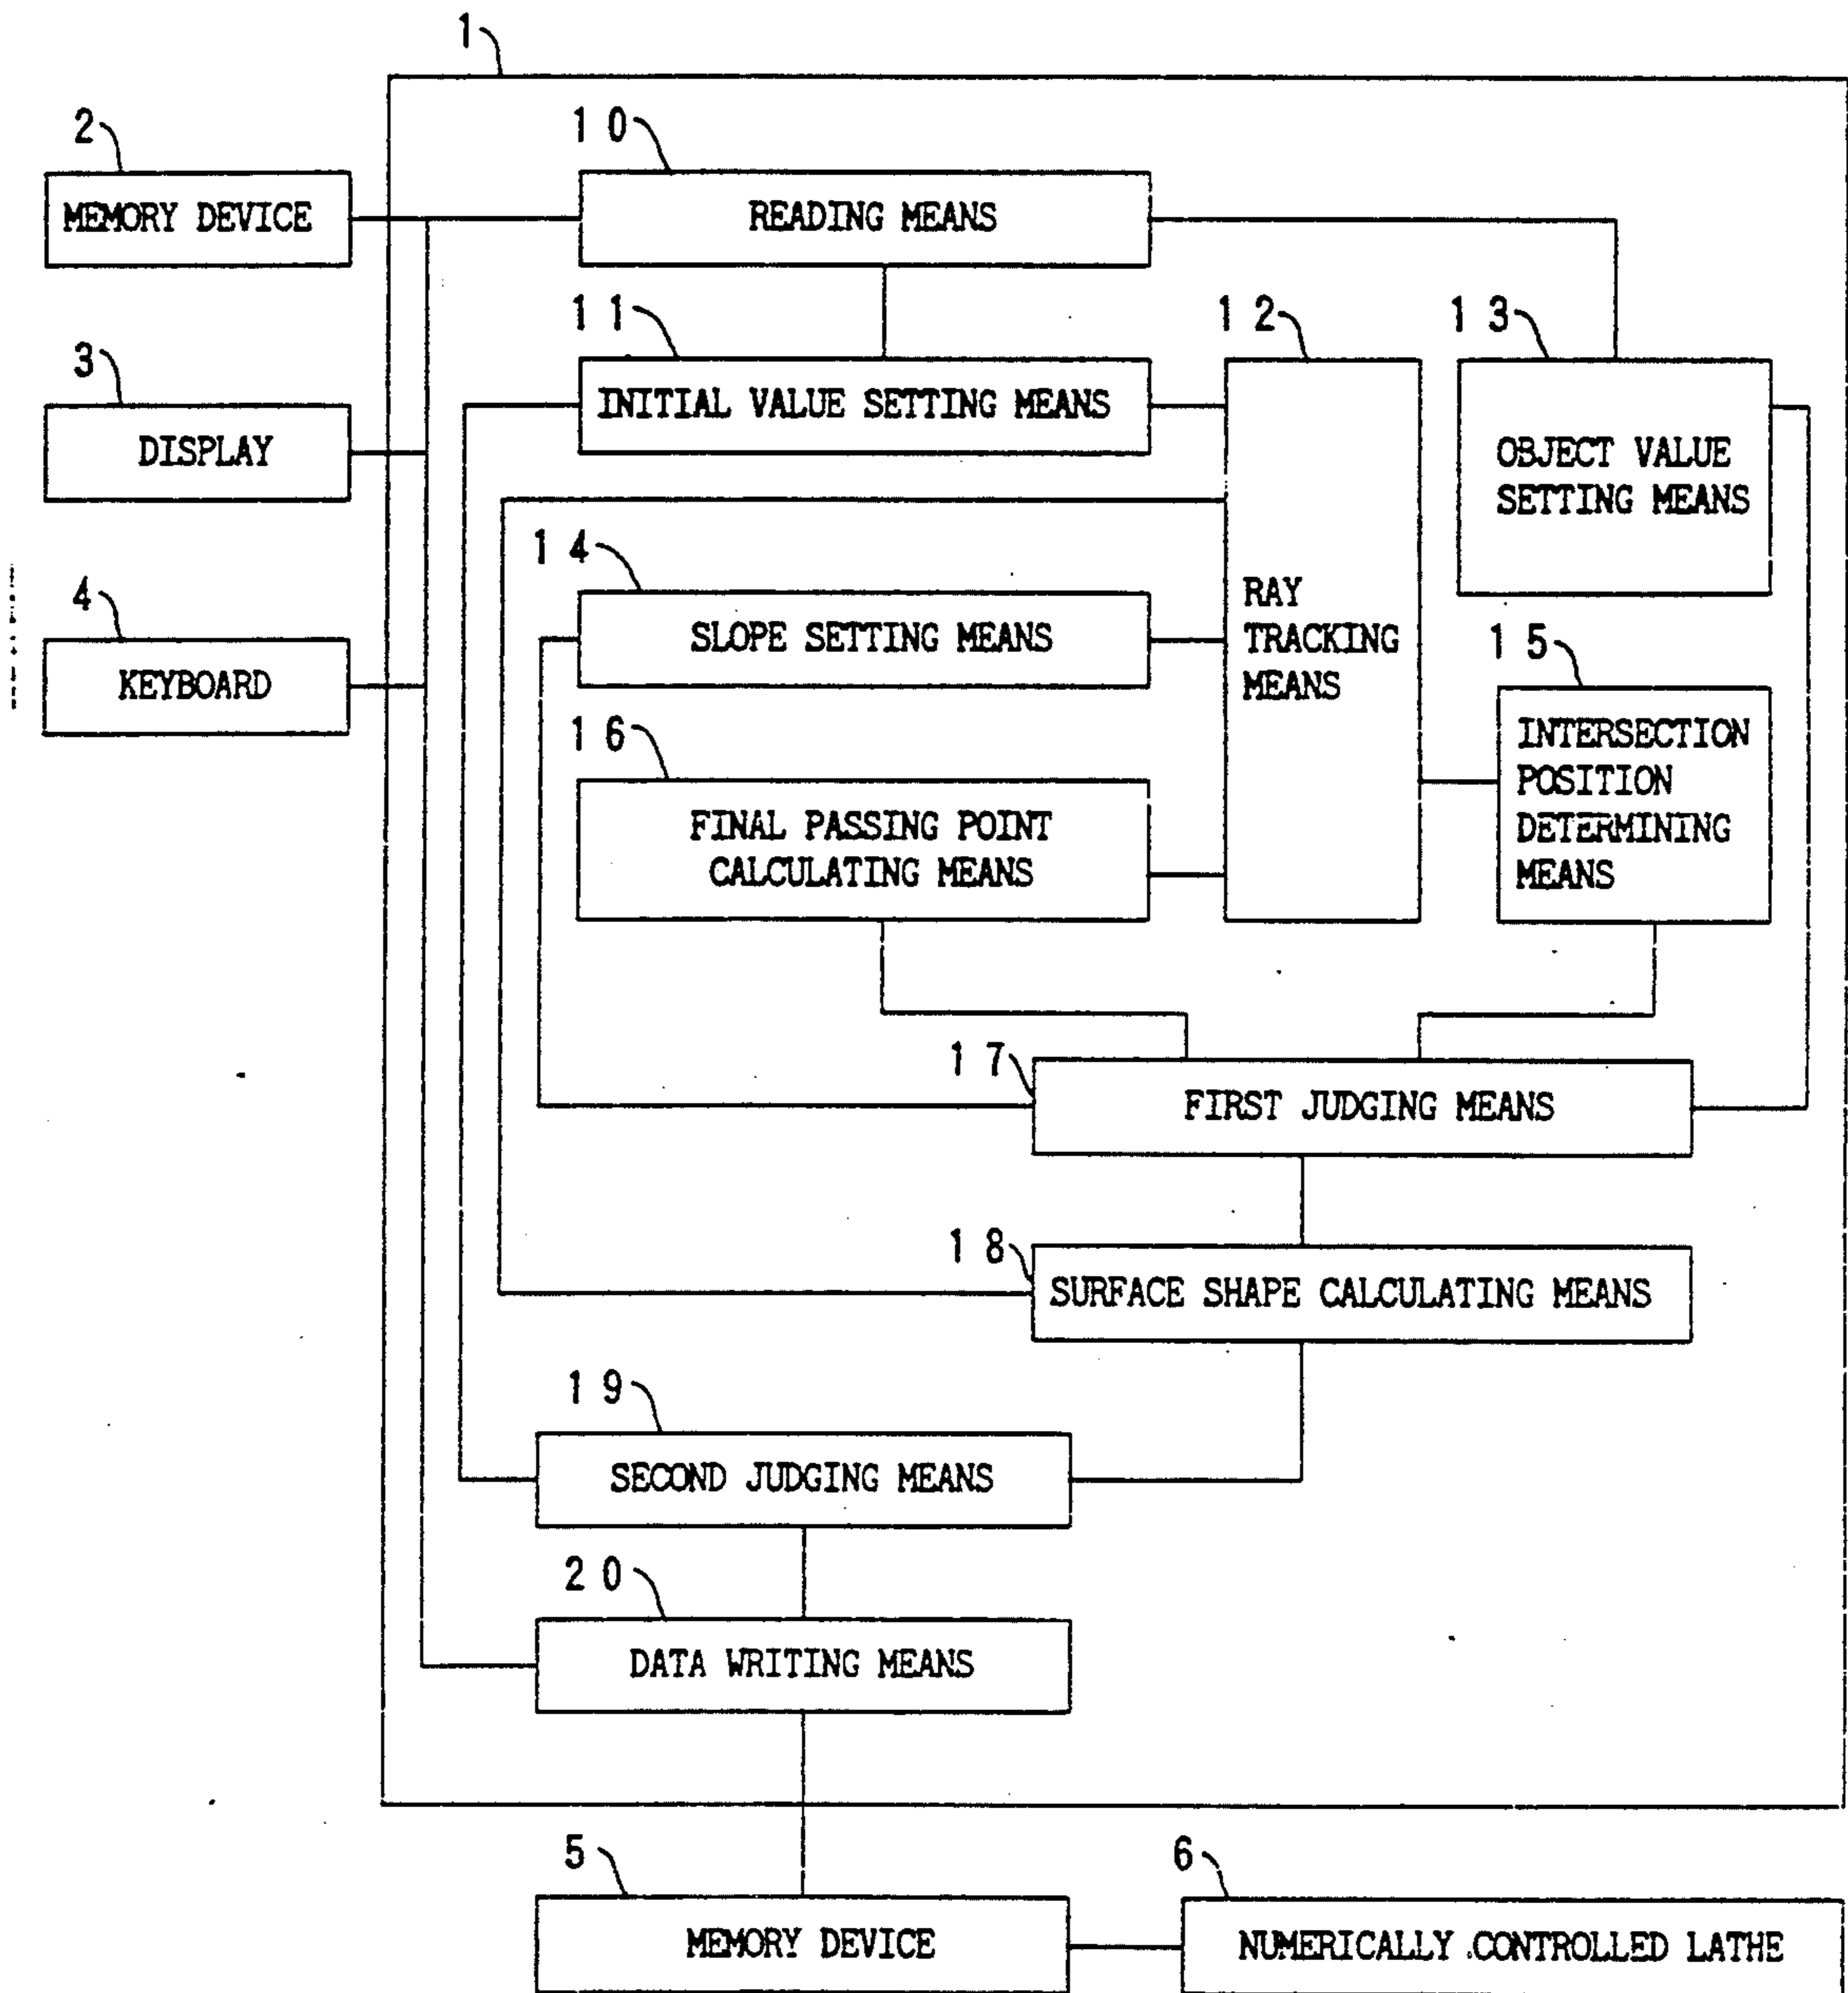 1
2
MEMORY DEVICE
10
READING MEANS
11
INITIAL VALUE SETTING MEANS
12
RAY
TRACKING
MEANS
13
OBJECT VALUE
SETTING MEANS
3
DISPLAY
14
SLOPE SETTING MEANS
4
KEYBOARD
15
INTERSECTION
POSITION
DETERMINING
MEANS
16
FINAL PASSING POINT
CALCULATING MEANS
17
FIRST JUDGING MEANS
18
SURFACE SHAPE CALCULATING MEANS
19
SECOND JUDGING MEANS
20
DATA WRITING MEANS
5
MEMORY DEVICE
6
NUMERICALLY CONTROLLED LATHE